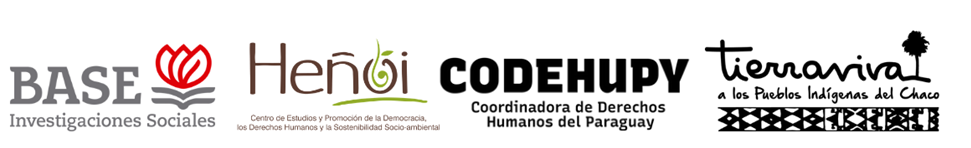 BASE
Investigaciones Sociales
Heñói
Centro de Estudios y Promoción de la Democracia,
los Derechos Humanos y la Sostenibilidad Socio-ambiental
CODEHUPY
Coordinadora de Derechos
Humanos del Paraguay
Tierraviva
a los Pueblos Indígenas del Chaco